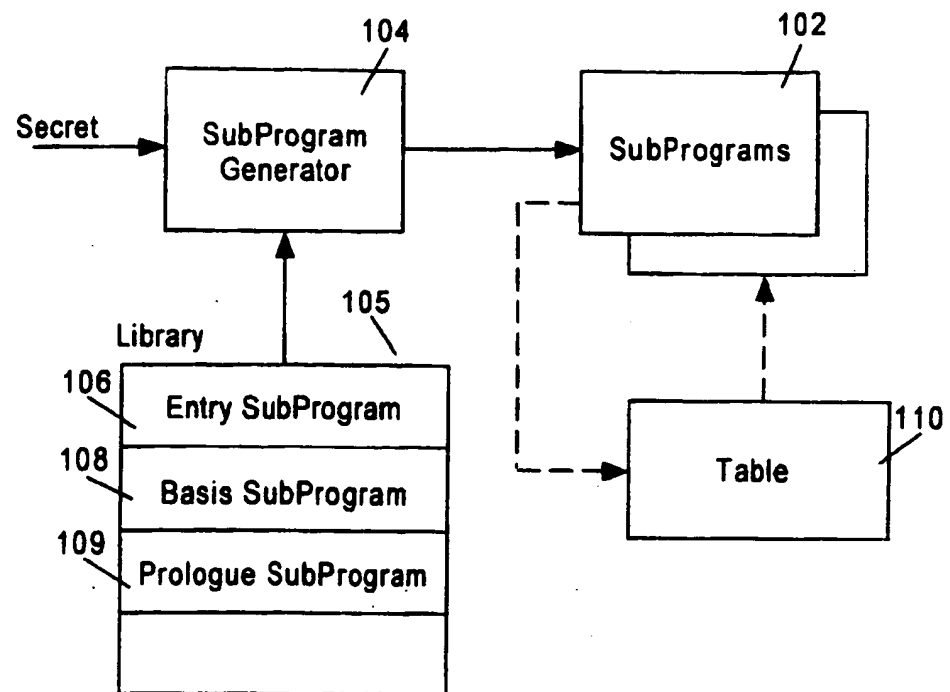 104
102
Secret
SubProgram
Generator
SubPrograms
105
Library
106
Entry SubProgram
110
108
Basis SubProgram
Table
109
Prologue SubProgram